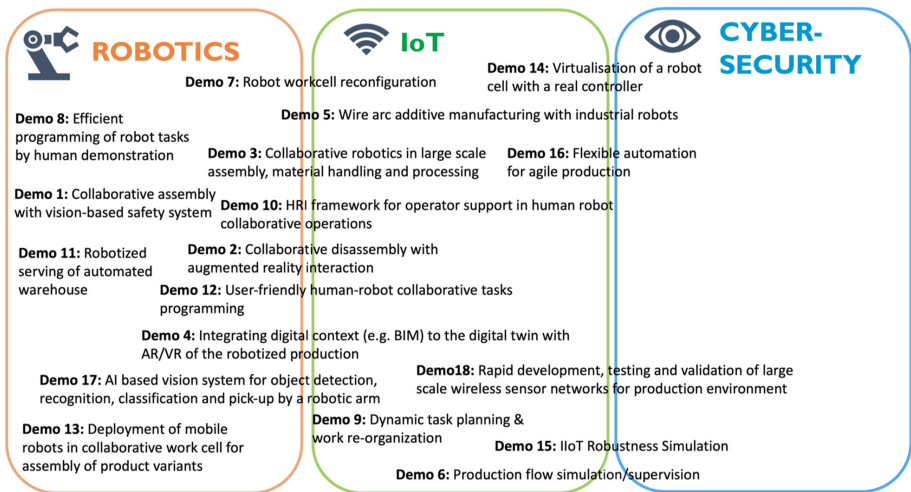 ROBOTICS
IoT
CYBER-
SECURITY
Demo 7: Robot workcell reconfiguration
Demo 14: Virtualisation of a robot
cell with a real controller
Demo 8: Efficient
programming of robot tasks
by human demonstration
Demo 5: Wire arc additive manufacturing with industrial robots
Demo 3: Collaborative robotics in large scale
assembly, material handling and processing
Demo 16: Flexible automation
for agile production
Demo 1: Collaborative assembly
with vision-based safety system
Demo 10: HRI framework for operator support in human robot
collaborative operations
Demo 11: Robotized
serving of automated
warehouse
Demo 2: Collaborative disassembly with
augmented reality interaction
Demo 12: User-friendly human-robot collaborative tasks
programming
Demo 4: Integrating digital context (e.g. BIM) to the digital twin with
AR/VR of the robotized production
Demo 17: AI based vision system for object detection,
recognition, classification and pick-up by a robotic arm
Demo18: Rapid development, testing and validation of large
scale wireless sensor networks for production environment
Demo 13: Deployment of mobile
robots in collaborative work cell for
assembly of product variants
Demo 9: Dynamic task planning &
work re-organization
Demo 15: IIoT Robustness Simulation
Demo 6: Production flow simulation/supervision